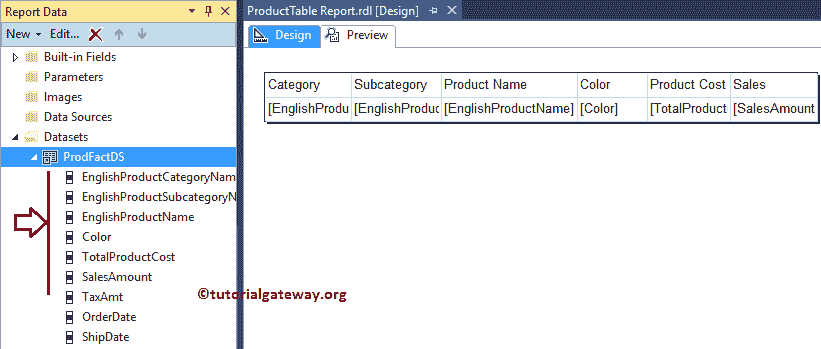 Report Data
New Edit...
Built-in Fields
Parameters
Images
Data Sources
Datasets
ProdFactDS
EnglishProductCategoryNam
EnglishProductSubcategoryN
EnglishProductName
Color
TotalProductCost
SalesAmount
TaxAmt
OrderDate
ShipDate
ProductTable Report.rdl [Design]
Design Preview
Category Subcategory Product Name Color Product Cost Sales
[EnglishProdu [EnglishProduc [EnglishProductName] [Color] [TotalProduct [SalesAmount
©tutorialgateway.org